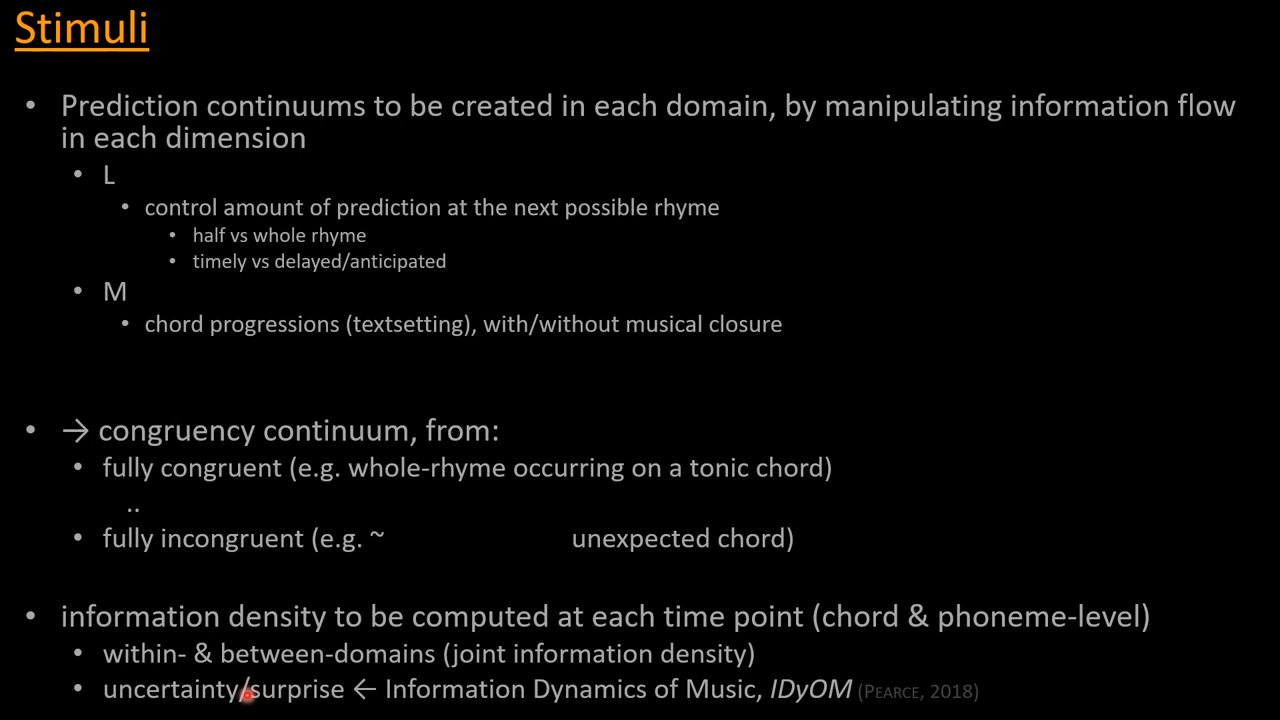 Stimuli
• Prediction continuums to be created in each domain, by manipulating information flow
in each dimension
• L
• control amount of prediction at the next possible rhyme
• half vs whole rhyme
• timely vs delayed/anticipated
• M
• chord progressions (textsetting), with/without musical closure
• → congruency continuum, from:
• fully congruent (e.g. whole-rhyme occurring on a tonic chord)
..
• fully incongruent (e.g. ~ unexpected chord)
• information density to be computed at each time point (chord & phoneme-level)
• within- & between-domains (joint information density)
• uncertainty/surprise ← Information Dynamics of Music, IDyOM (PEARCE, 2018)